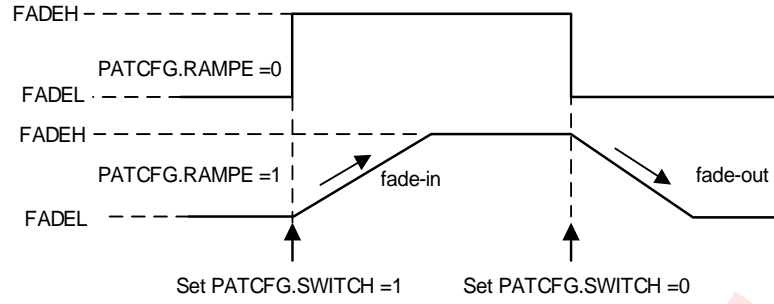 FADEH
PATCFG.RAMPE =0
FADEL
FADEH
PATCFG.RAMPE =1
fade-in
fade-out
FADEL
Set PATCFG.SWITCH =1
Set PATCFG.SWITCH =0